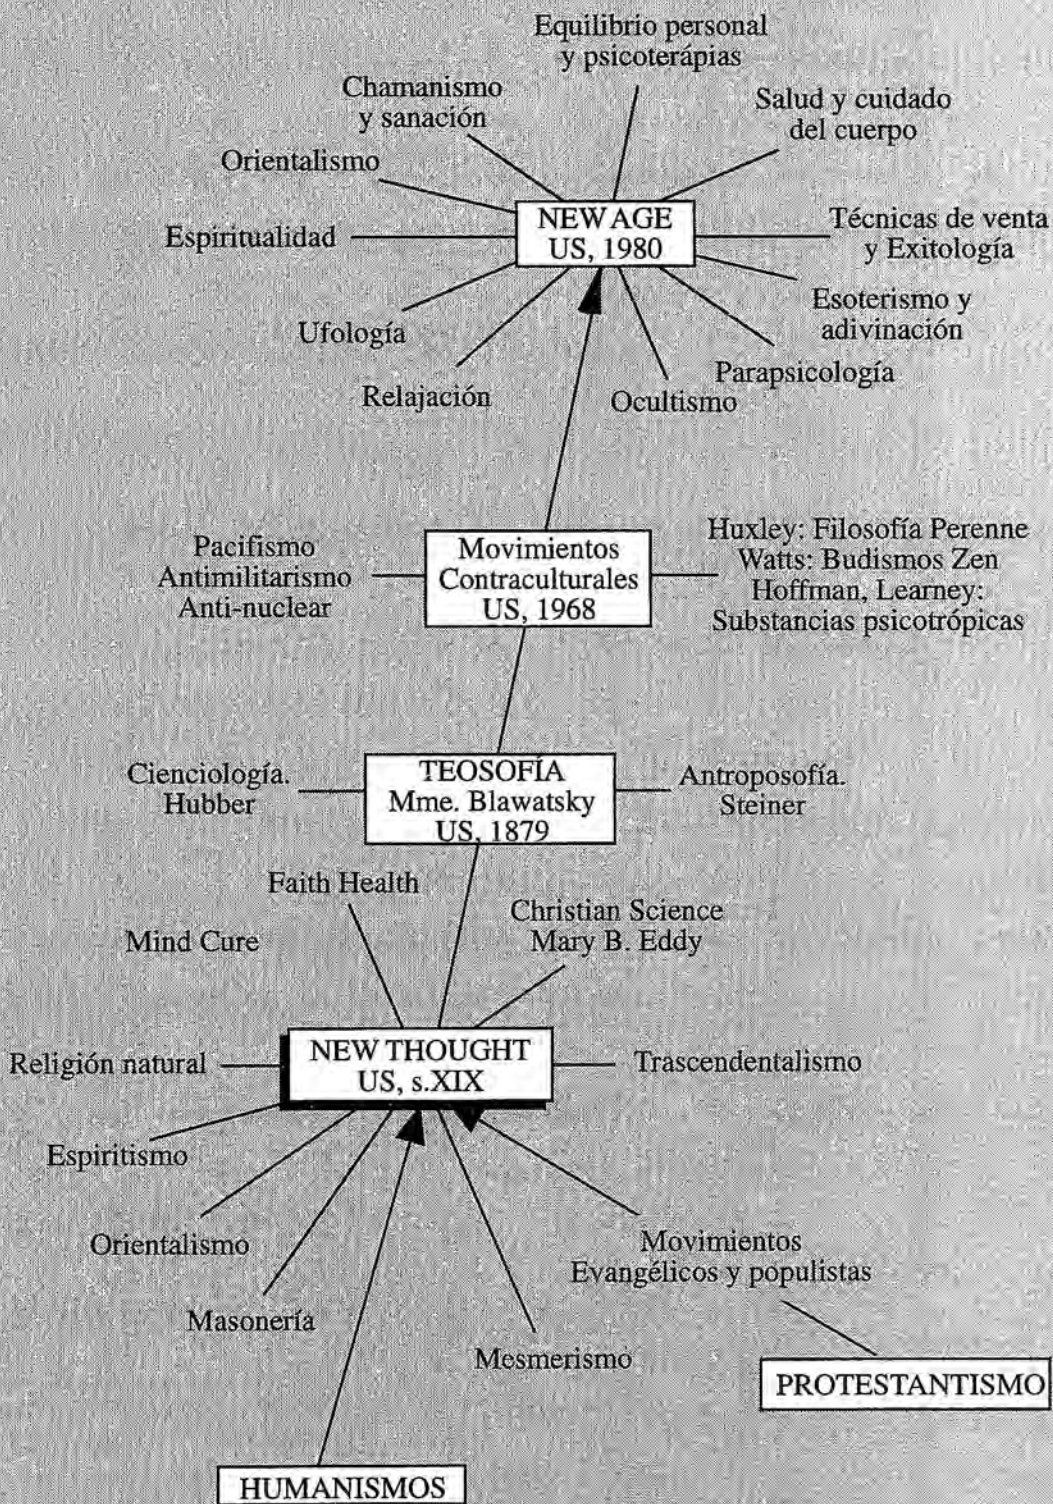 Equilibrio personal
y psicoterápias
Chamanismo
y sanación
Salud y cuidado
del cuerpo
Orientalismo
NEW AGE
US, 1980
Espiritualidad
Técnicas de venta
y Exitología
Ufología
Esoterismo y
adivinación
Relajación
Ocultismo
Parapsicología
Pacifismo
Antimilitarismo
Anti-nuclear
Movimientos
Contraculturales
US, 1968
Huxley: Filosofía Perenne
Watts: Budismos Zen
Hoffman, Learney:
Substancias psicotrópicas
Cienciología.
Hubber
TEOSOFÍA
Mme. Blawatsky
US, 1879
Antroposofía.
Steiner
Faith Health
Mind Cure
Christian Science
Mary B. Eddy
Religión natural
NEW THOUGHT
US, s.XIX
Trascendentalismo
Espiritismo
Orientalismo
Masonería
Mesmerismo
Movimientos
Evangélicos y populistas
PROTESTANTISMO
HUMANISMOS